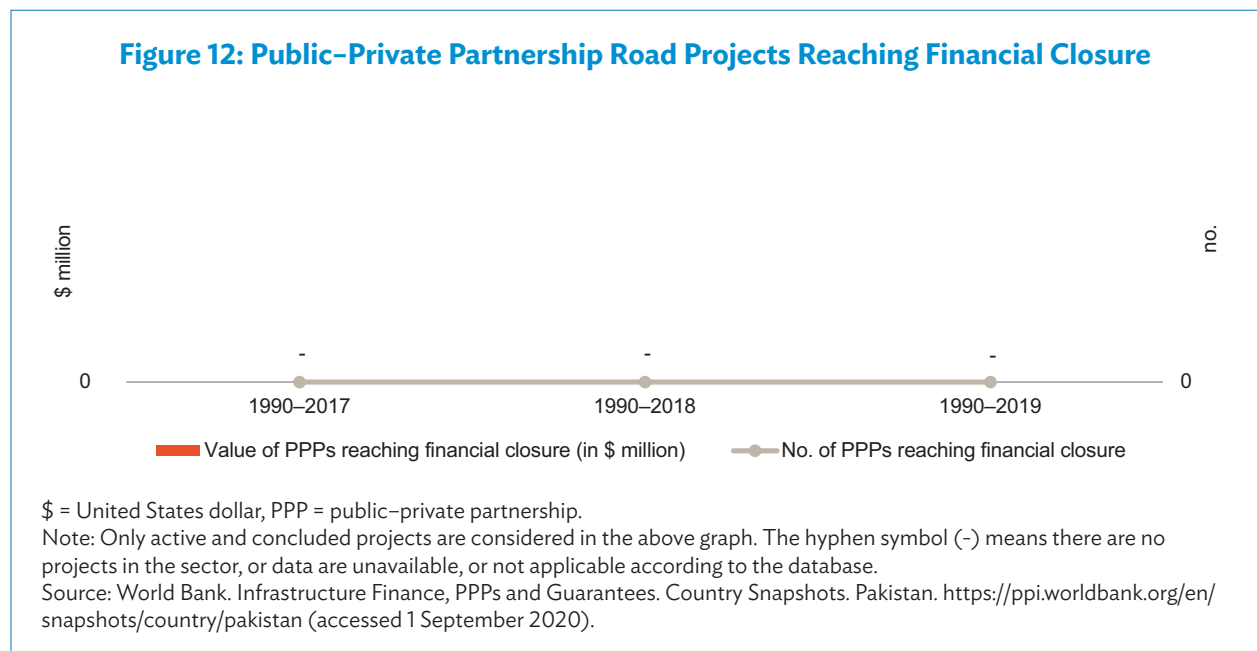 Figure 12: Public–Private Partnership Road Projects Reaching Financial Closure
$ million
no.
- - -
0 0
1990–2017 1990–2018 1990–2019
Value of PPPs reaching financial closure (in $ million) No. of PPPs reaching financial closure
$ = United States dollar, PPP = public–private partnership.
Note: Only active and concluded projects are considered in the above graph. The hyphen symbol (-) means there are no
projects in the sector, or data are unavailable, or not applicable according to the database.
Source: World Bank. Infrastructure Finance, PPPs and Guarantees. Country Snapshots. Pakistan. https://ppi.worldbank.org/en/
snapshots/country/pakistan (accessed 1 September 2020).